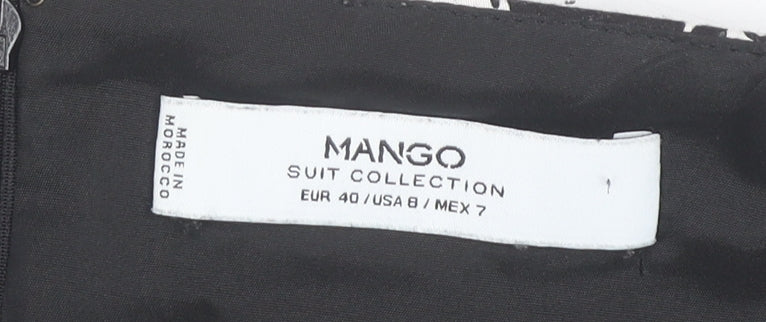 MANGO
SUIT COLLECTION
EUR 40 / USA 8 / MEX 7
MADE IN
MOROCCO